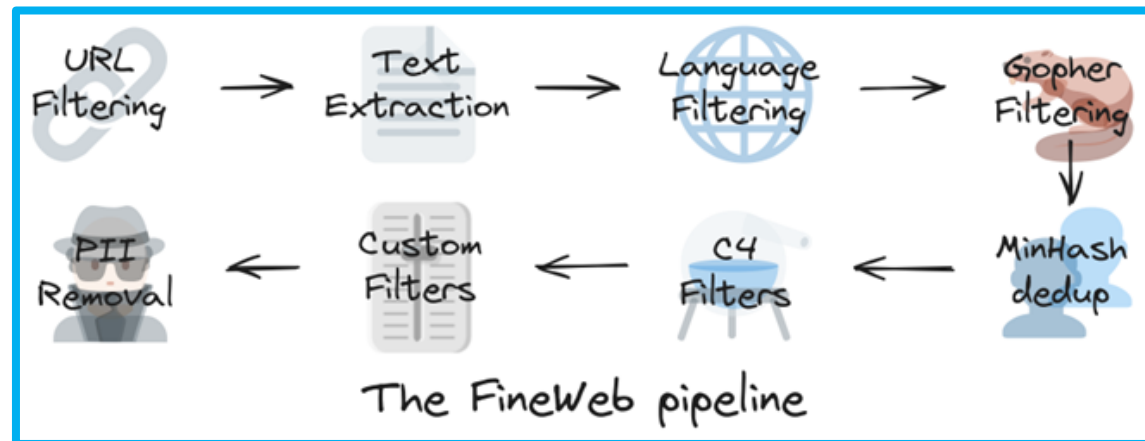 URL
Filtering
Text
Extraction
Language
Filtering
Gopher
Filtering
PII
Removal
Custom
Filters
C4
Filters
MinHash
dedup
The FineWeb pipeline